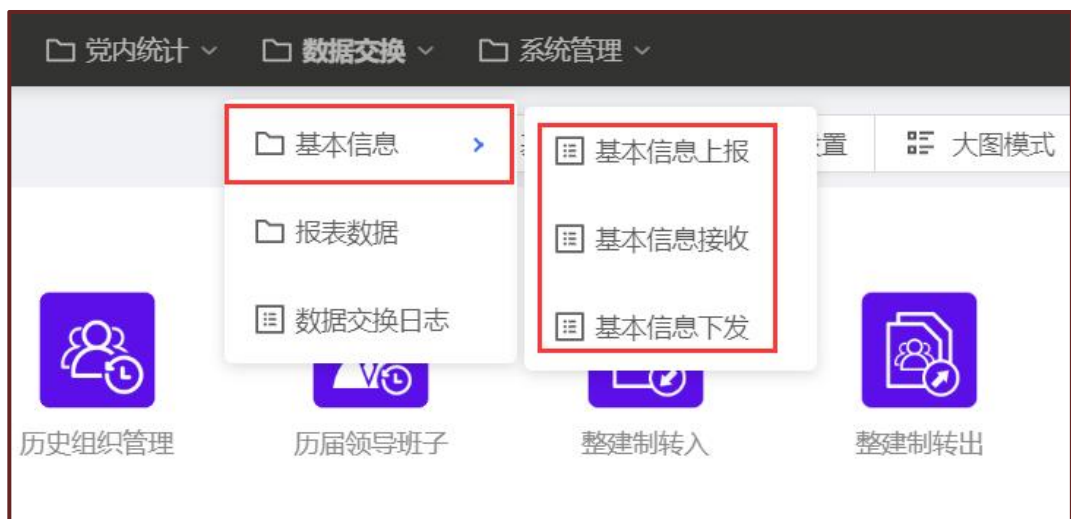 党内统计 数据交换 系统管理
基本信息 基本信息上报 置 大图模式
报表数据 基本信息接收
数据交换日志 基本信息下发
历史组织管理 历届领导班子 整建制转入 整建制转出